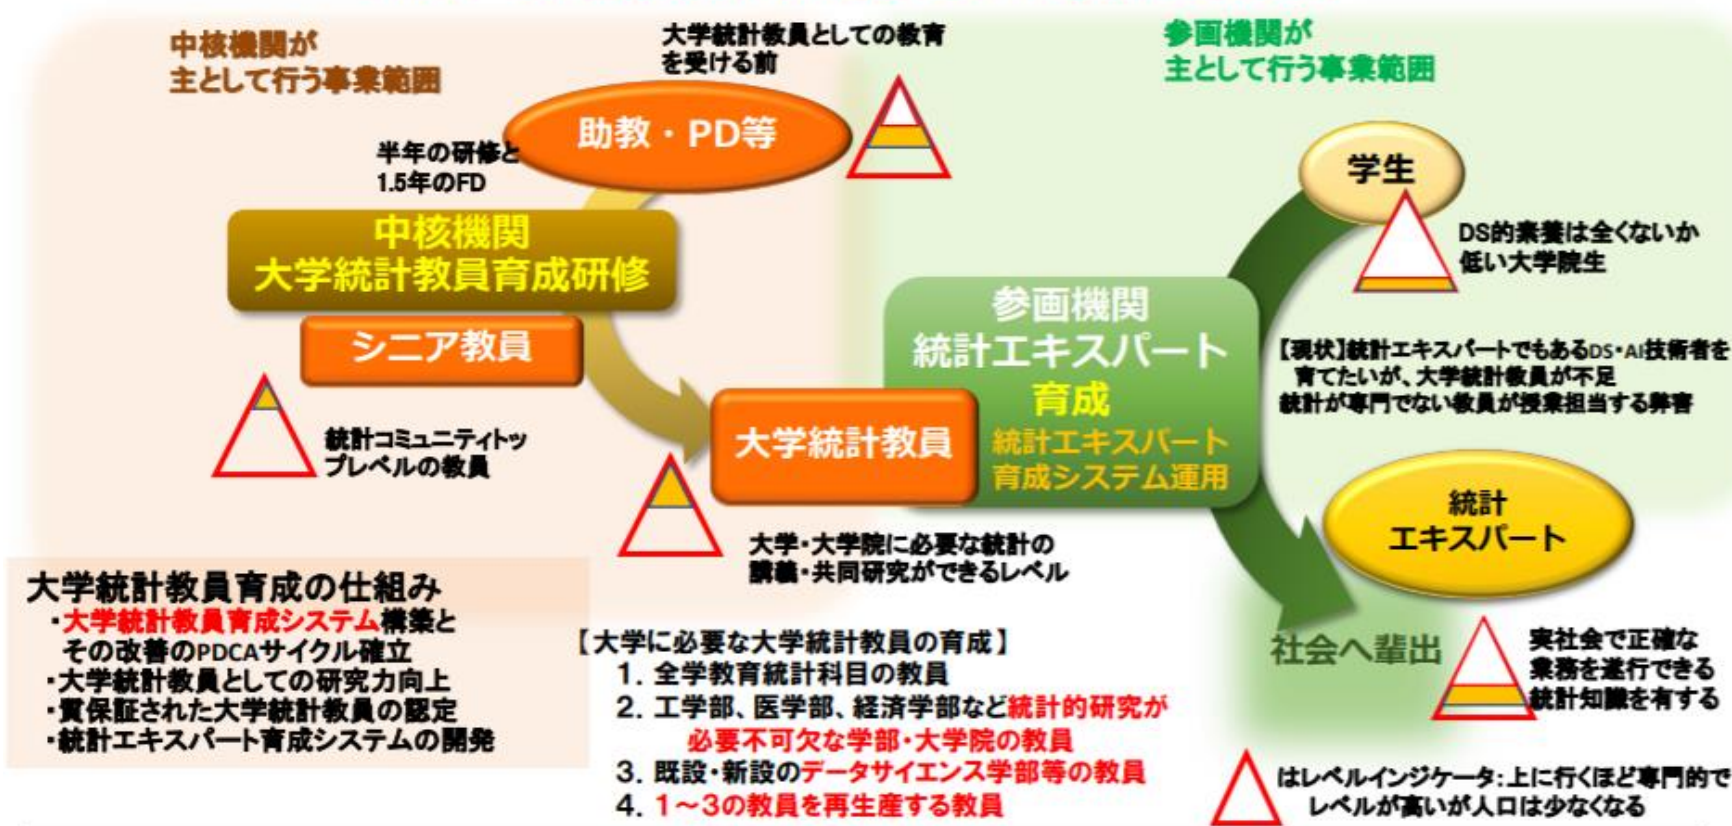 中核機関が
主として行う事業範囲
大学統計教員としての教育
を受ける前
参画機関が
主として行う事業範囲
助教・PD等
半年の研修と
1.5年のFD
学生
中核機関
大学統計教員育成研修
DS的素養は全くないか
低い大学院生
シニア教員
参画機関
統計エキスパート
育成
統計エキスパート
育成システム運用
【現状】統計エキスパートでもあるDS・AI技術者を
育てたいが、大学統計教員が不足
統計が専門でない教員が授業担当する弊害
統計コミュニティトッ
プレベルの教員
大学統計教員
統計
エキスパート
大学・大学院に必要な統計の
講義・共同研究ができるレベル
大学統計教員育成の仕組み
・大学統計教員育成システム構築と
その改善のPDCAサイクル確立
・大学統計教員としての研究力向上
・質保証された大学統計教員の認定
・統計エキスパート育成システムの開発
【大学に必要な大学統計教員の育成】
1. 全学教育統計科目の教員
2. 工学部、医学部、経済学部など統計的研究が
必要不可欠な学部・大学院の教員
3. 既設・新設のデータサイエンス学部等の教員
4. 1~3の教員を再生産する教員
社会へ輩出
実社会で正確な
業務を遂行できる
統計知識を有する
はレベルインジケータ:上に行くほど専門的で
レベルが高いが人口は少なくなる